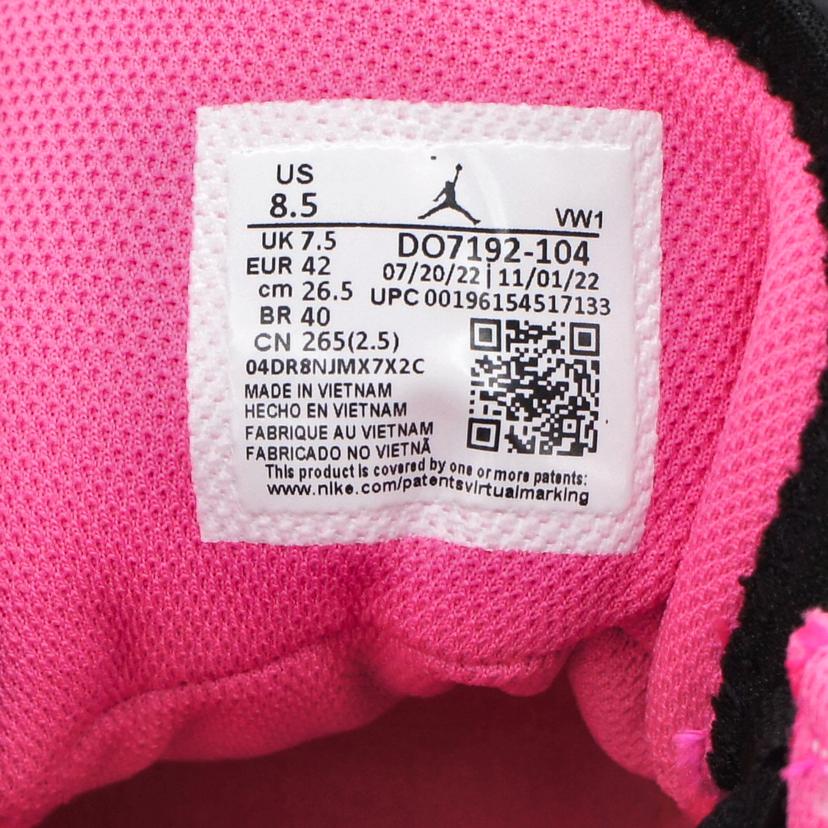 US
8.5
VW1
UK 7.5
EUR 42
cm 26.5
BR 40
CN 265(2.5)
DO7192-104
07/20/22 | 11/01/22
UPC 00196154517133
04DR8NJMX7X2C
MADE IN VIETNAM
HECHO EN VIETNAM
FABRIQUE AU VIETNAM
FABRICADO NO VIETNÃ
This product is covered by one or more patents:
www.nike.com/patentsvirtualmarking